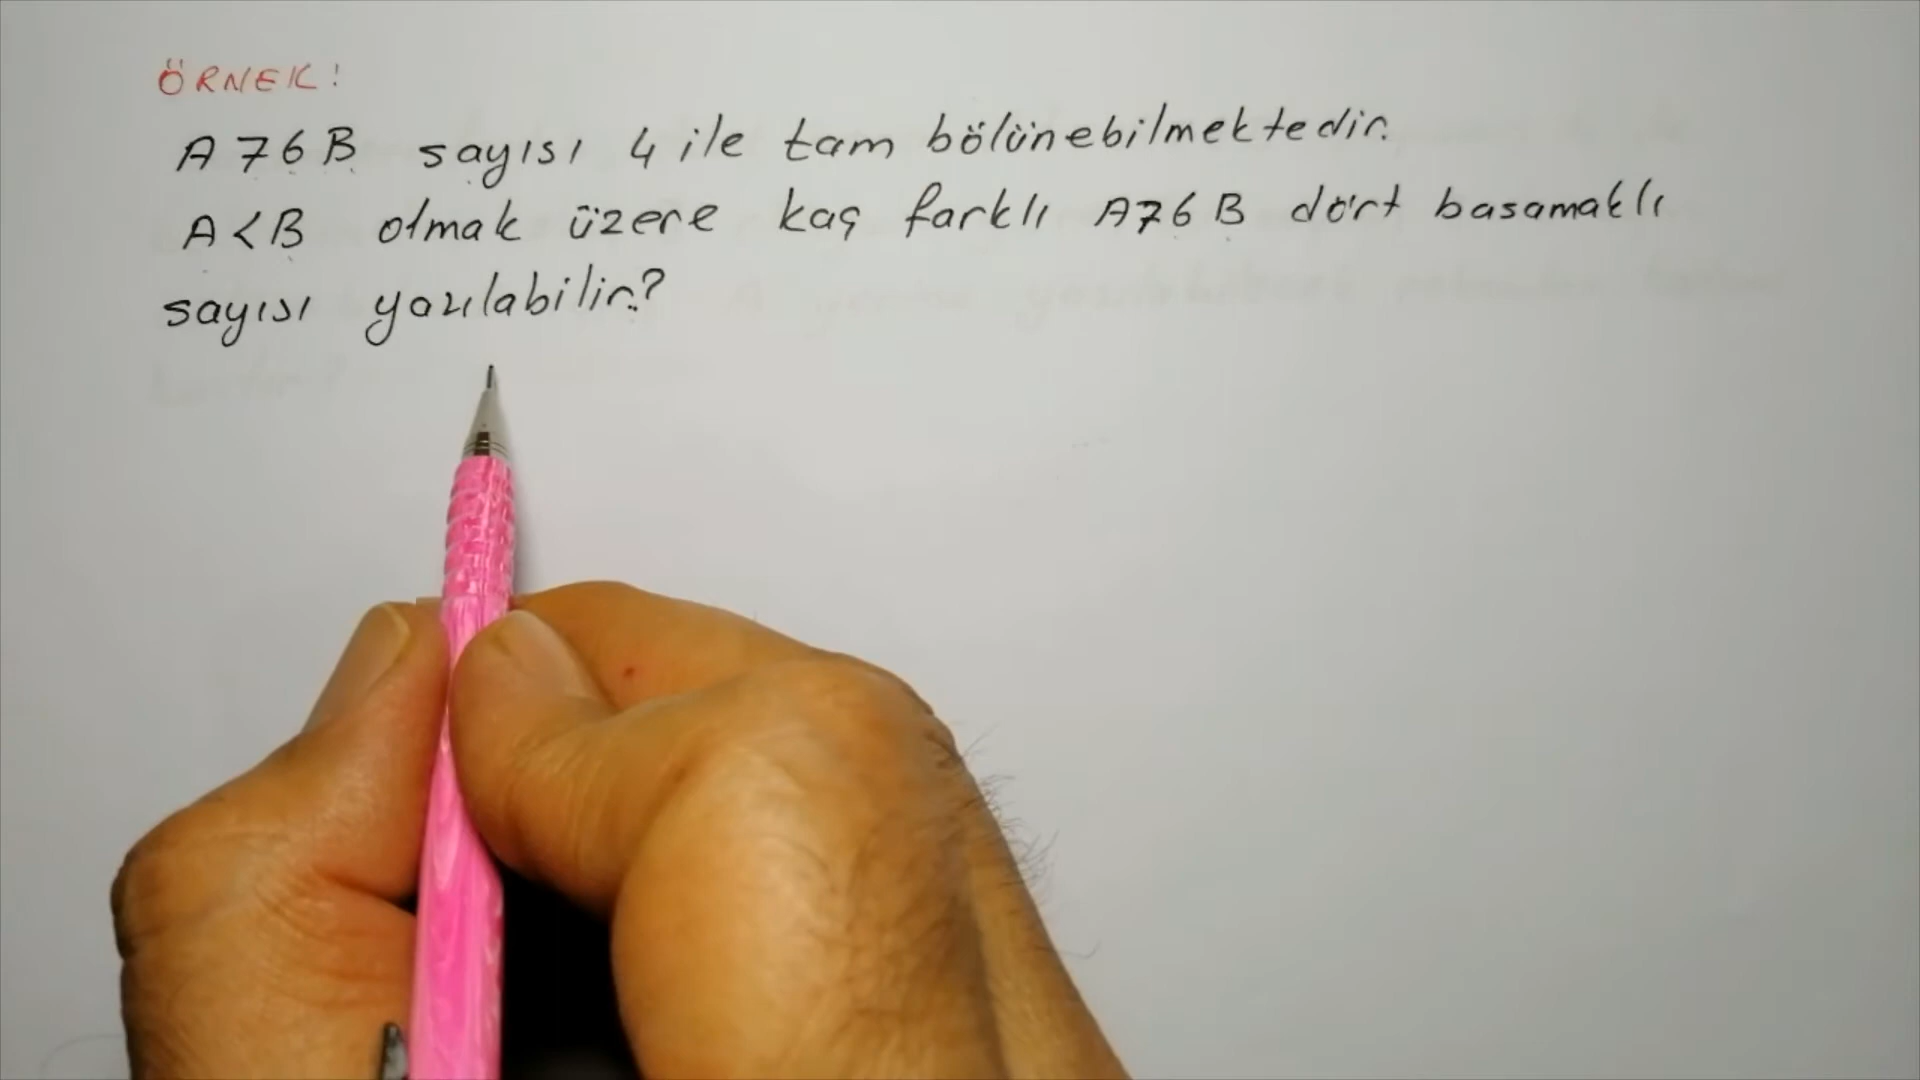 ÖRNEK!
A76B sayısı 4 ile tam bölünebilmektedir.
A<B olmak üzere kaç farklı A76B dört basamaklı
sayısı yazılabilir?